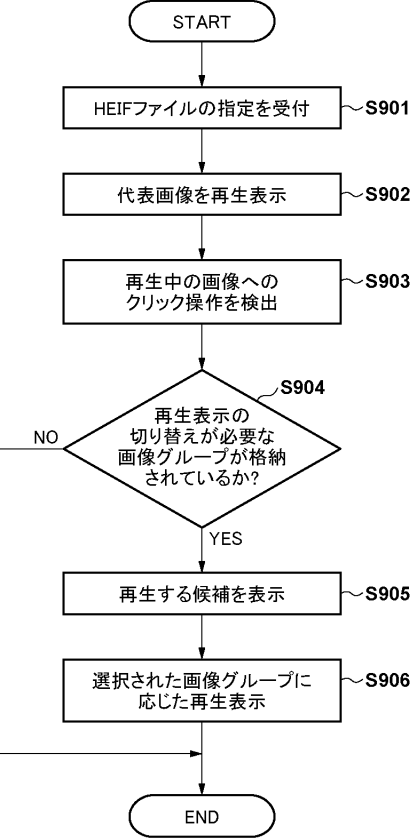 START
HEIFファイルの指定を受付
S901
代表画像を再生表示
S902
再生中の画像への
クリック操作を検出
S903
S904
再生表示の
切り替えが必要な
画像グループが格納
されているか?
NO
YES
再生する候補を表示
S905
選択された画像グループに
応じた再生表示
S906
END